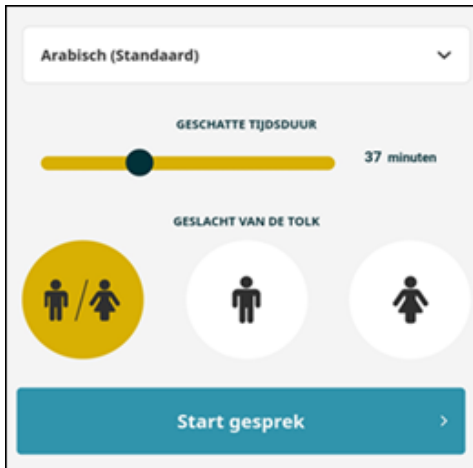 Arabisch (Standaard)
GESCHATTE TIJDSDUUR
37 minuten
GESLACHT VAN DE TOLK
Start gesprek